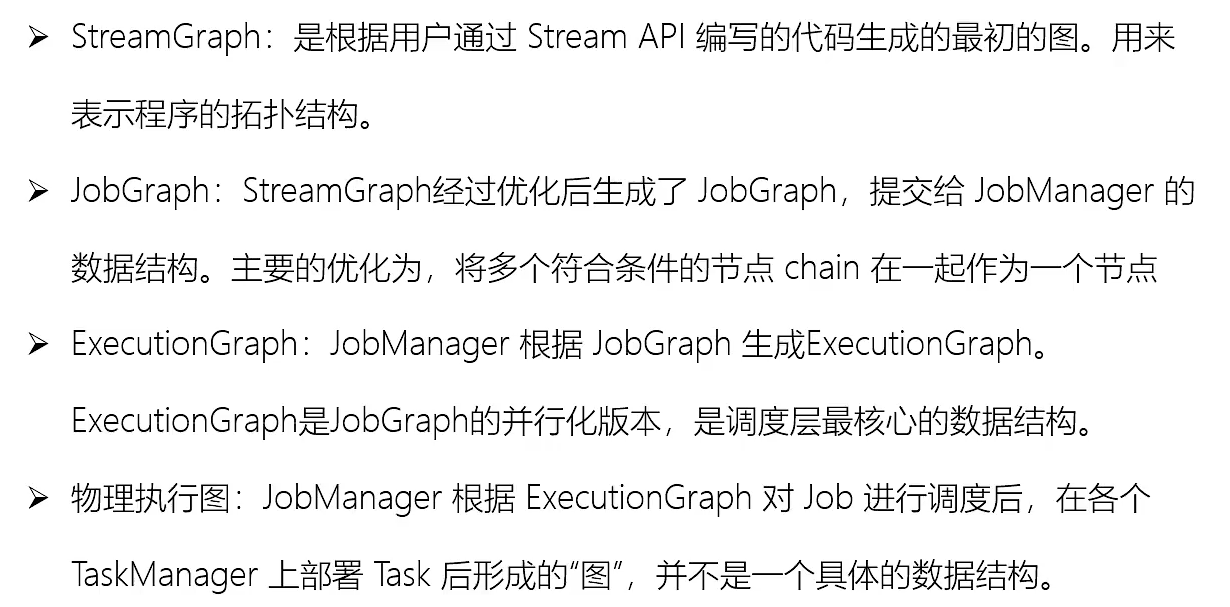 ➢ StreamGraph：是根据用户通过 Stream API 编写的代码生成的最初的图。用来
表示程序的拓扑结构。
➢ JobGraph：StreamGraph经过优化后生成了 JobGraph，提交给 JobManager 的
数据结构。主要的优化为，将多个符合条件的节点 chain 在一起作为一个节点
➢ ExecutionGraph：JobManager 根据 JobGraph 生成ExecutionGraph。
ExecutionGraph是JobGraph的并行化版本，是调度层最核心的数据结构。
➢ 物理执行图：JobManager 根据 ExecutionGraph 对 Job 进行调度后，在各个
TaskManager 上部署 Task 后形成的“图”，并不是一个具体的数据结构。